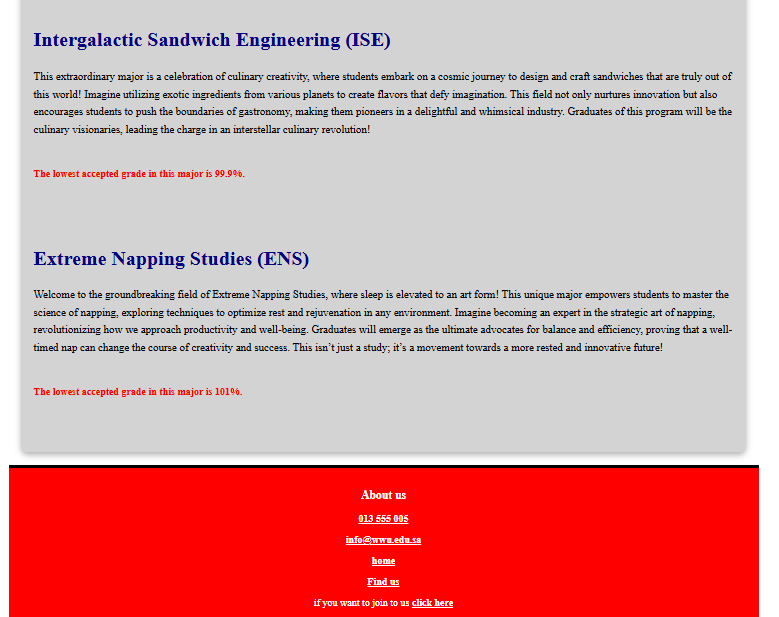 Intergalactic Sandwich Engineering (ISE)
This extraordinary major is a celebration of culinary creativity, where students embark on a cosmic journey to design and craft sandwiches that are truly out of
this world! Imagine utilizing exotic ingredients from various planets to create flavors that defy imagination. This field not only nurtures innovation but also
encourages students to push the boundaries of gastronomy, making them pioneers in a delightful and whimsical industry. Graduates of this program will be the
culinary visionaries, leading the charge in an interstellar culinary revolution!
The lowest accepted grade in this major is 99.9%.
Extreme Napping Studies (ENS)
Welcome to the groundbreaking field of Extreme Napping Studies, where sleep is elevated to an art form! This unique major empowers students to master the
science of napping, exploring techniques to optimize rest and rejuvenation in any environment. Imagine becoming an expert in the strategic art of napping,
revolutionizing how we approach productivity and well-being. Graduates will emerge as the ultimate advocates for balance and efficiency, proving that a well-
timed nap can change the course of creativity and success. This isn’t just a study; it’s a movement towards a more rested and innovative future!
The lowest accepted grade in this major is 101%.
About us
013 555 005
info@wwu.edu.sa
home
Find us
if you want to join to us click here